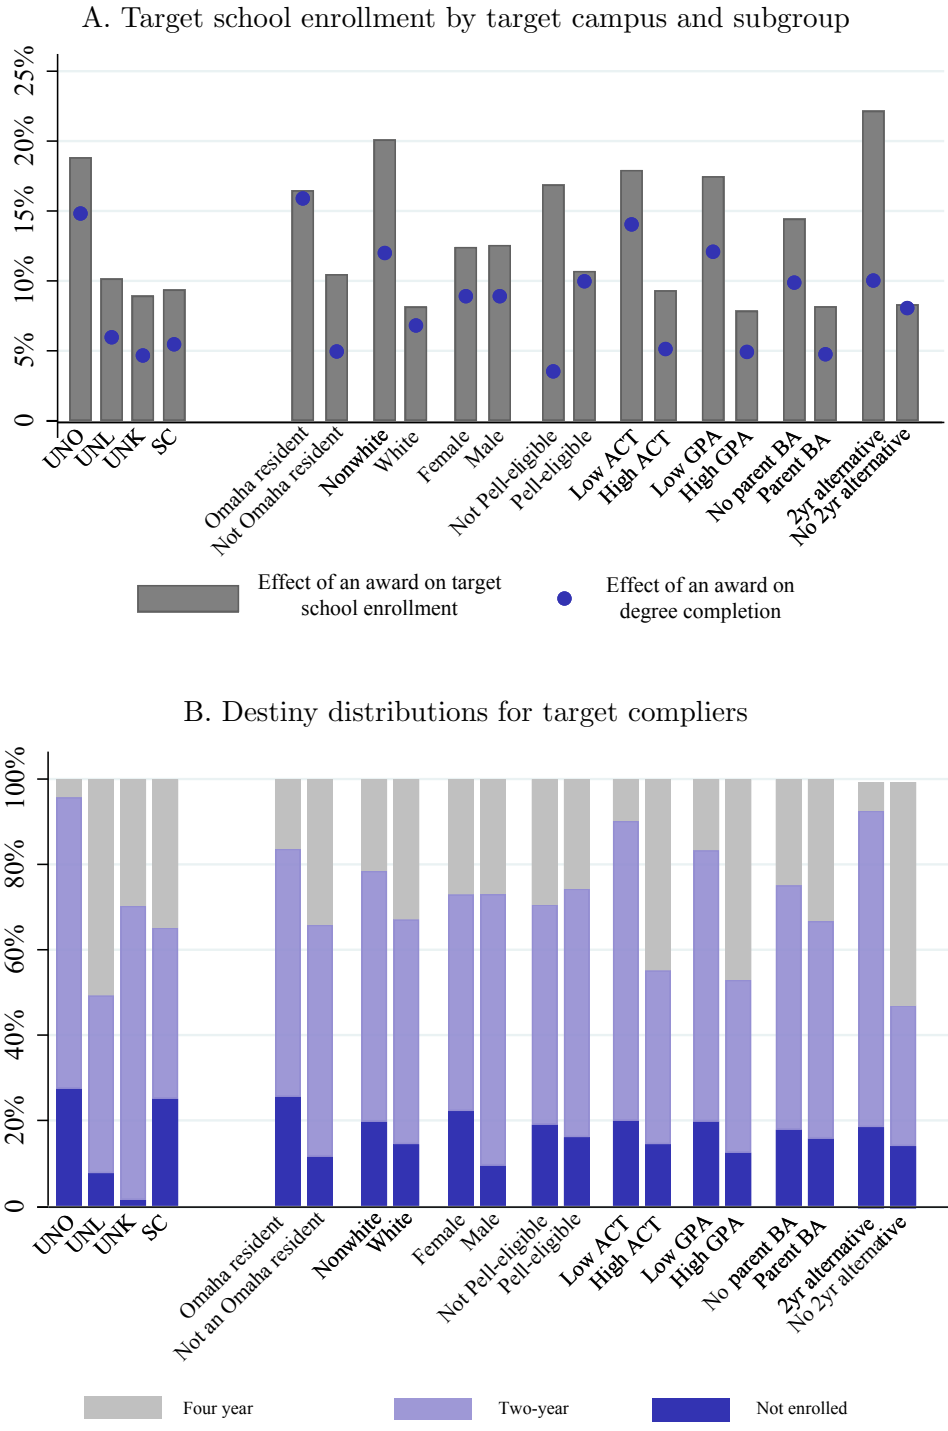 A. Target school enrollment by target campus and subgroup
25%
20%
15%
10%
5%
0
UNO
UNL
UNK
SC
Omaha resident
Not Omaha resident
Nonwhite
White
Female
Male
Not Pell-eligible
Pell-eligible
Low ACT
High ACT
Low GPA
High GPA
No parent BA
Parent BA
2yr alternative
No 2yr alternative
Effect of an award on target
school enrollment
Effect of an award on
degree completion
B. Destiny distributions for target compliers
100%
80%
60%
40%
20%
0
UNO
UNL
UNK
SC
Omaha resident
Not an Omaha resident
Nonwhite
White
Female
Male
Not Pell-eligible
Pell-eligible
Low ACT
High ACT
Low GPA
High GPA
No parent BA
Parent BA
2yr alternative
No 2yr alternative
Four year
Two-year
Not enrolled